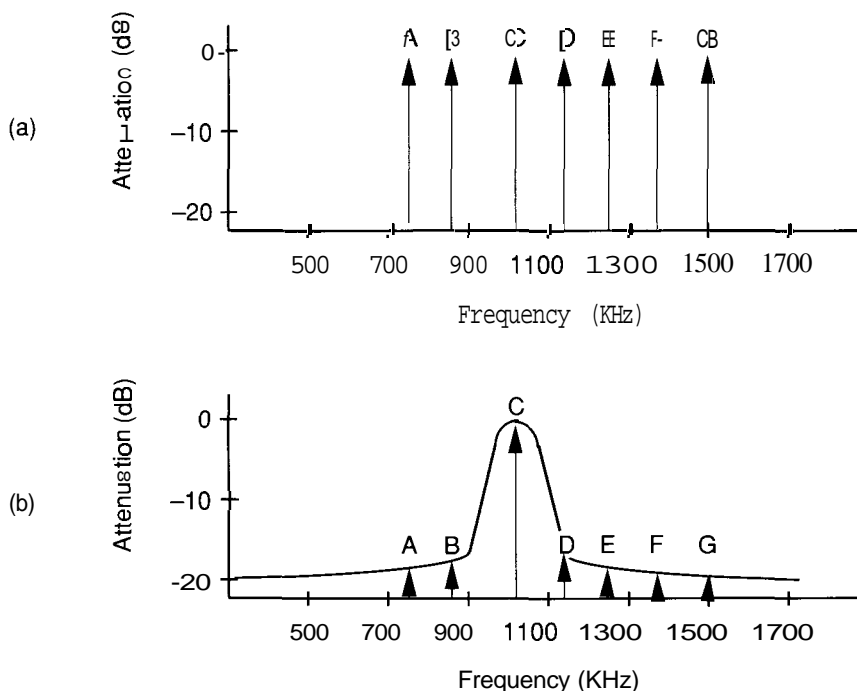 (a)
Attenuation (dB)
A B C D E F G
0
−10
−20
500 700 900 1100 1300 1500 1700
Frequency (KHz)
(b)
Attenuation (dB)
0
−10
−20
C
A B D E F G
500 700 900 1100 1300 1500 1700
Frequency (KHz)